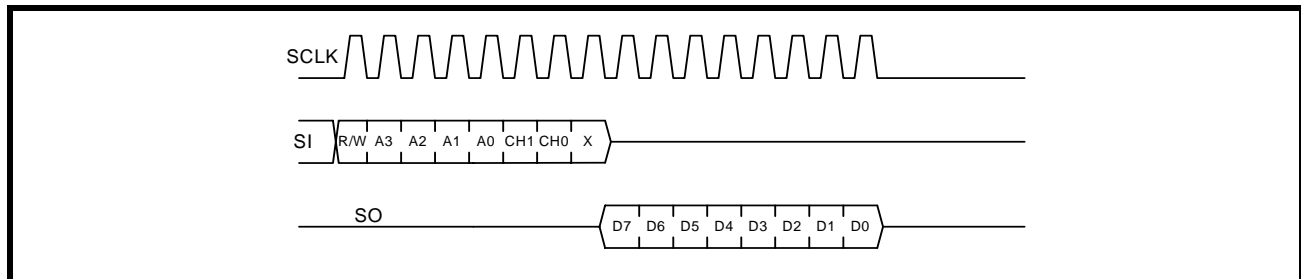 SCLK
SI R/W A3 A2 A1 A0 CH1 CH0 X
SO D7 D6 D5 D4 D3 D2 D1 D0